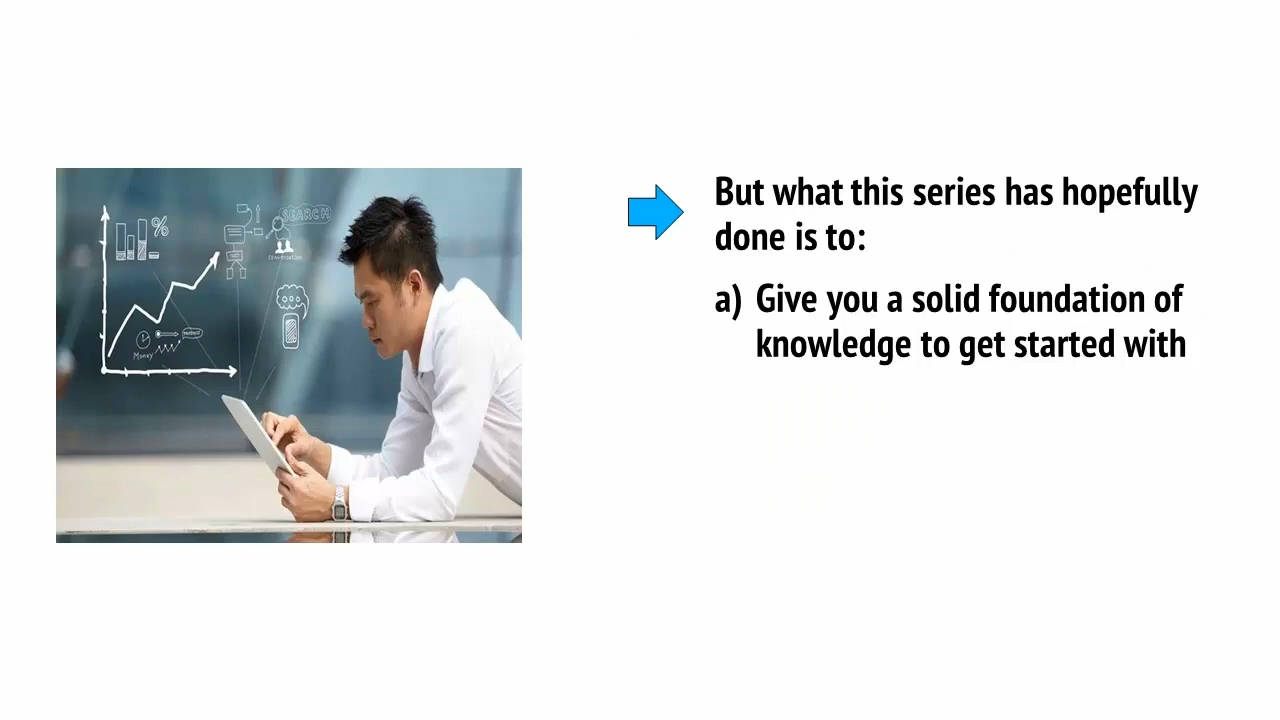 %
SEARCH
Money
But what this series has hopefully
done is to:
a) Give you a solid foundation of
knowledge to get started with